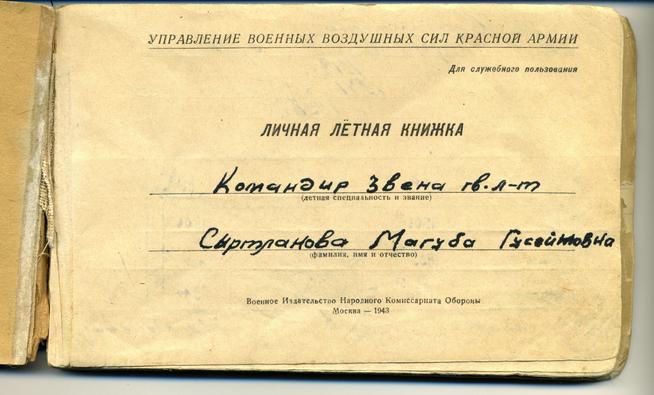 УПРАВЛЕНИЕ ВОЕННЫХ ВОЗДУШНЫХ СИЛ КРАСНОЙ АРМИИ
Для служебного пользования
ЛИЧНАЯ ЛЁТНАЯ КНИЖКА
Командир Звена гв. л-т
(летная специальность и звание)
Сыртланова Магуба Гусейновна
(фамилия, имя и отчество)
Военное Издательство Народного Комиссариата Обороны
Москва — 1943